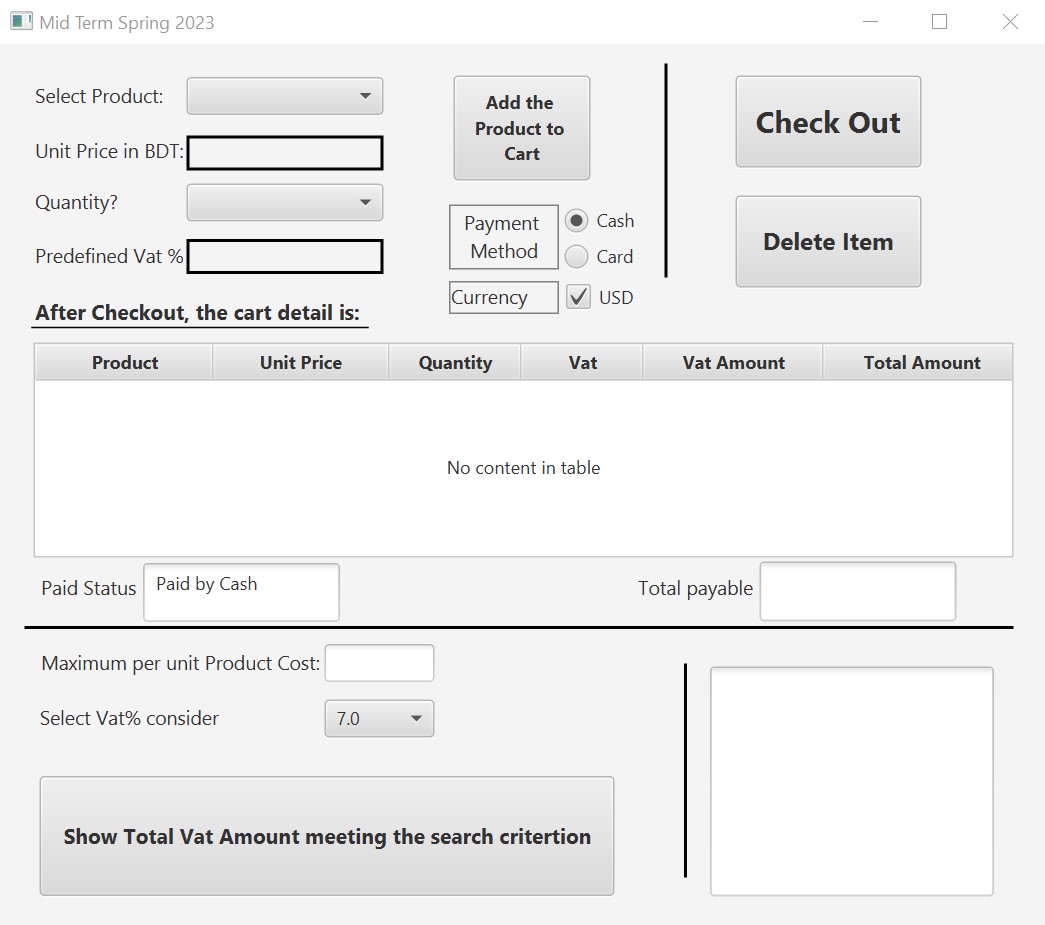 Mid Term Spring 2023
Select Product:
Unit Price in BDT:
Quantity?
Predefined Vat %
Add the
Product to
Cart
Payment
Method
Cash
Card
Currency
USD
Check Out
Delete Item
After Checkout, the cart detail is:
Product Unit Price Quantity Vat Vat Amount Total Amount
No content in table
Paid Status Paid by Cash Total payable
Maximum per unit Product Cost:
Select Vat% consider 7.0
Show Total Vat Amount meeting the search critertion